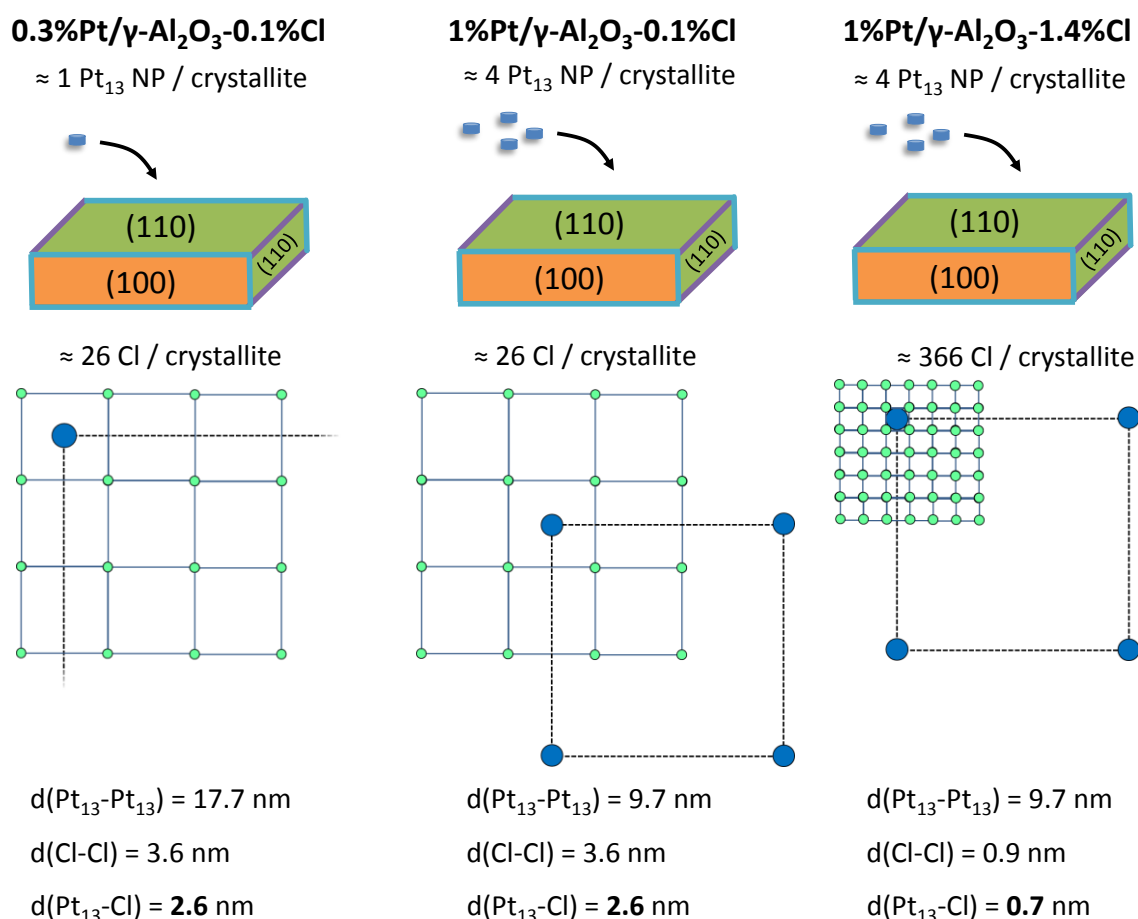 0.3%Pt/γ-Al₂O₃-0.1%Cl
≈ 1 Pt₁₃ NP / crystallite
(110)
(110)
(100)
≈ 26 Cl / crystallite
d(Pt₁₃-Pt₁₃) = 17.7 nm
d(Cl-Cl) = 3.6 nm
d(Pt₁₃-Cl) = 2.6 nm
1%Pt/γ-Al₂O₃-0.1%Cl
≈ 4 Pt₁₃ NP / crystallite
(110)
(110)
(100)
≈ 26 Cl / crystallite
d(Pt₁₃-Pt₁₃) = 9.7 nm
d(Cl-Cl) = 3.6 nm
d(Pt₁₃-Cl) = 2.6 nm
1%Pt/γ-Al₂O₃-1.4%Cl
≈ 4 Pt₁₃ NP / crystallite
(110)
(110)
(100)
≈ 366 Cl / crystallite
d(Pt₁₃-Pt₁₃) = 9.7 nm
d(Cl-Cl) = 0.9 nm
d(Pt₁₃-Cl) = 0.7 nm